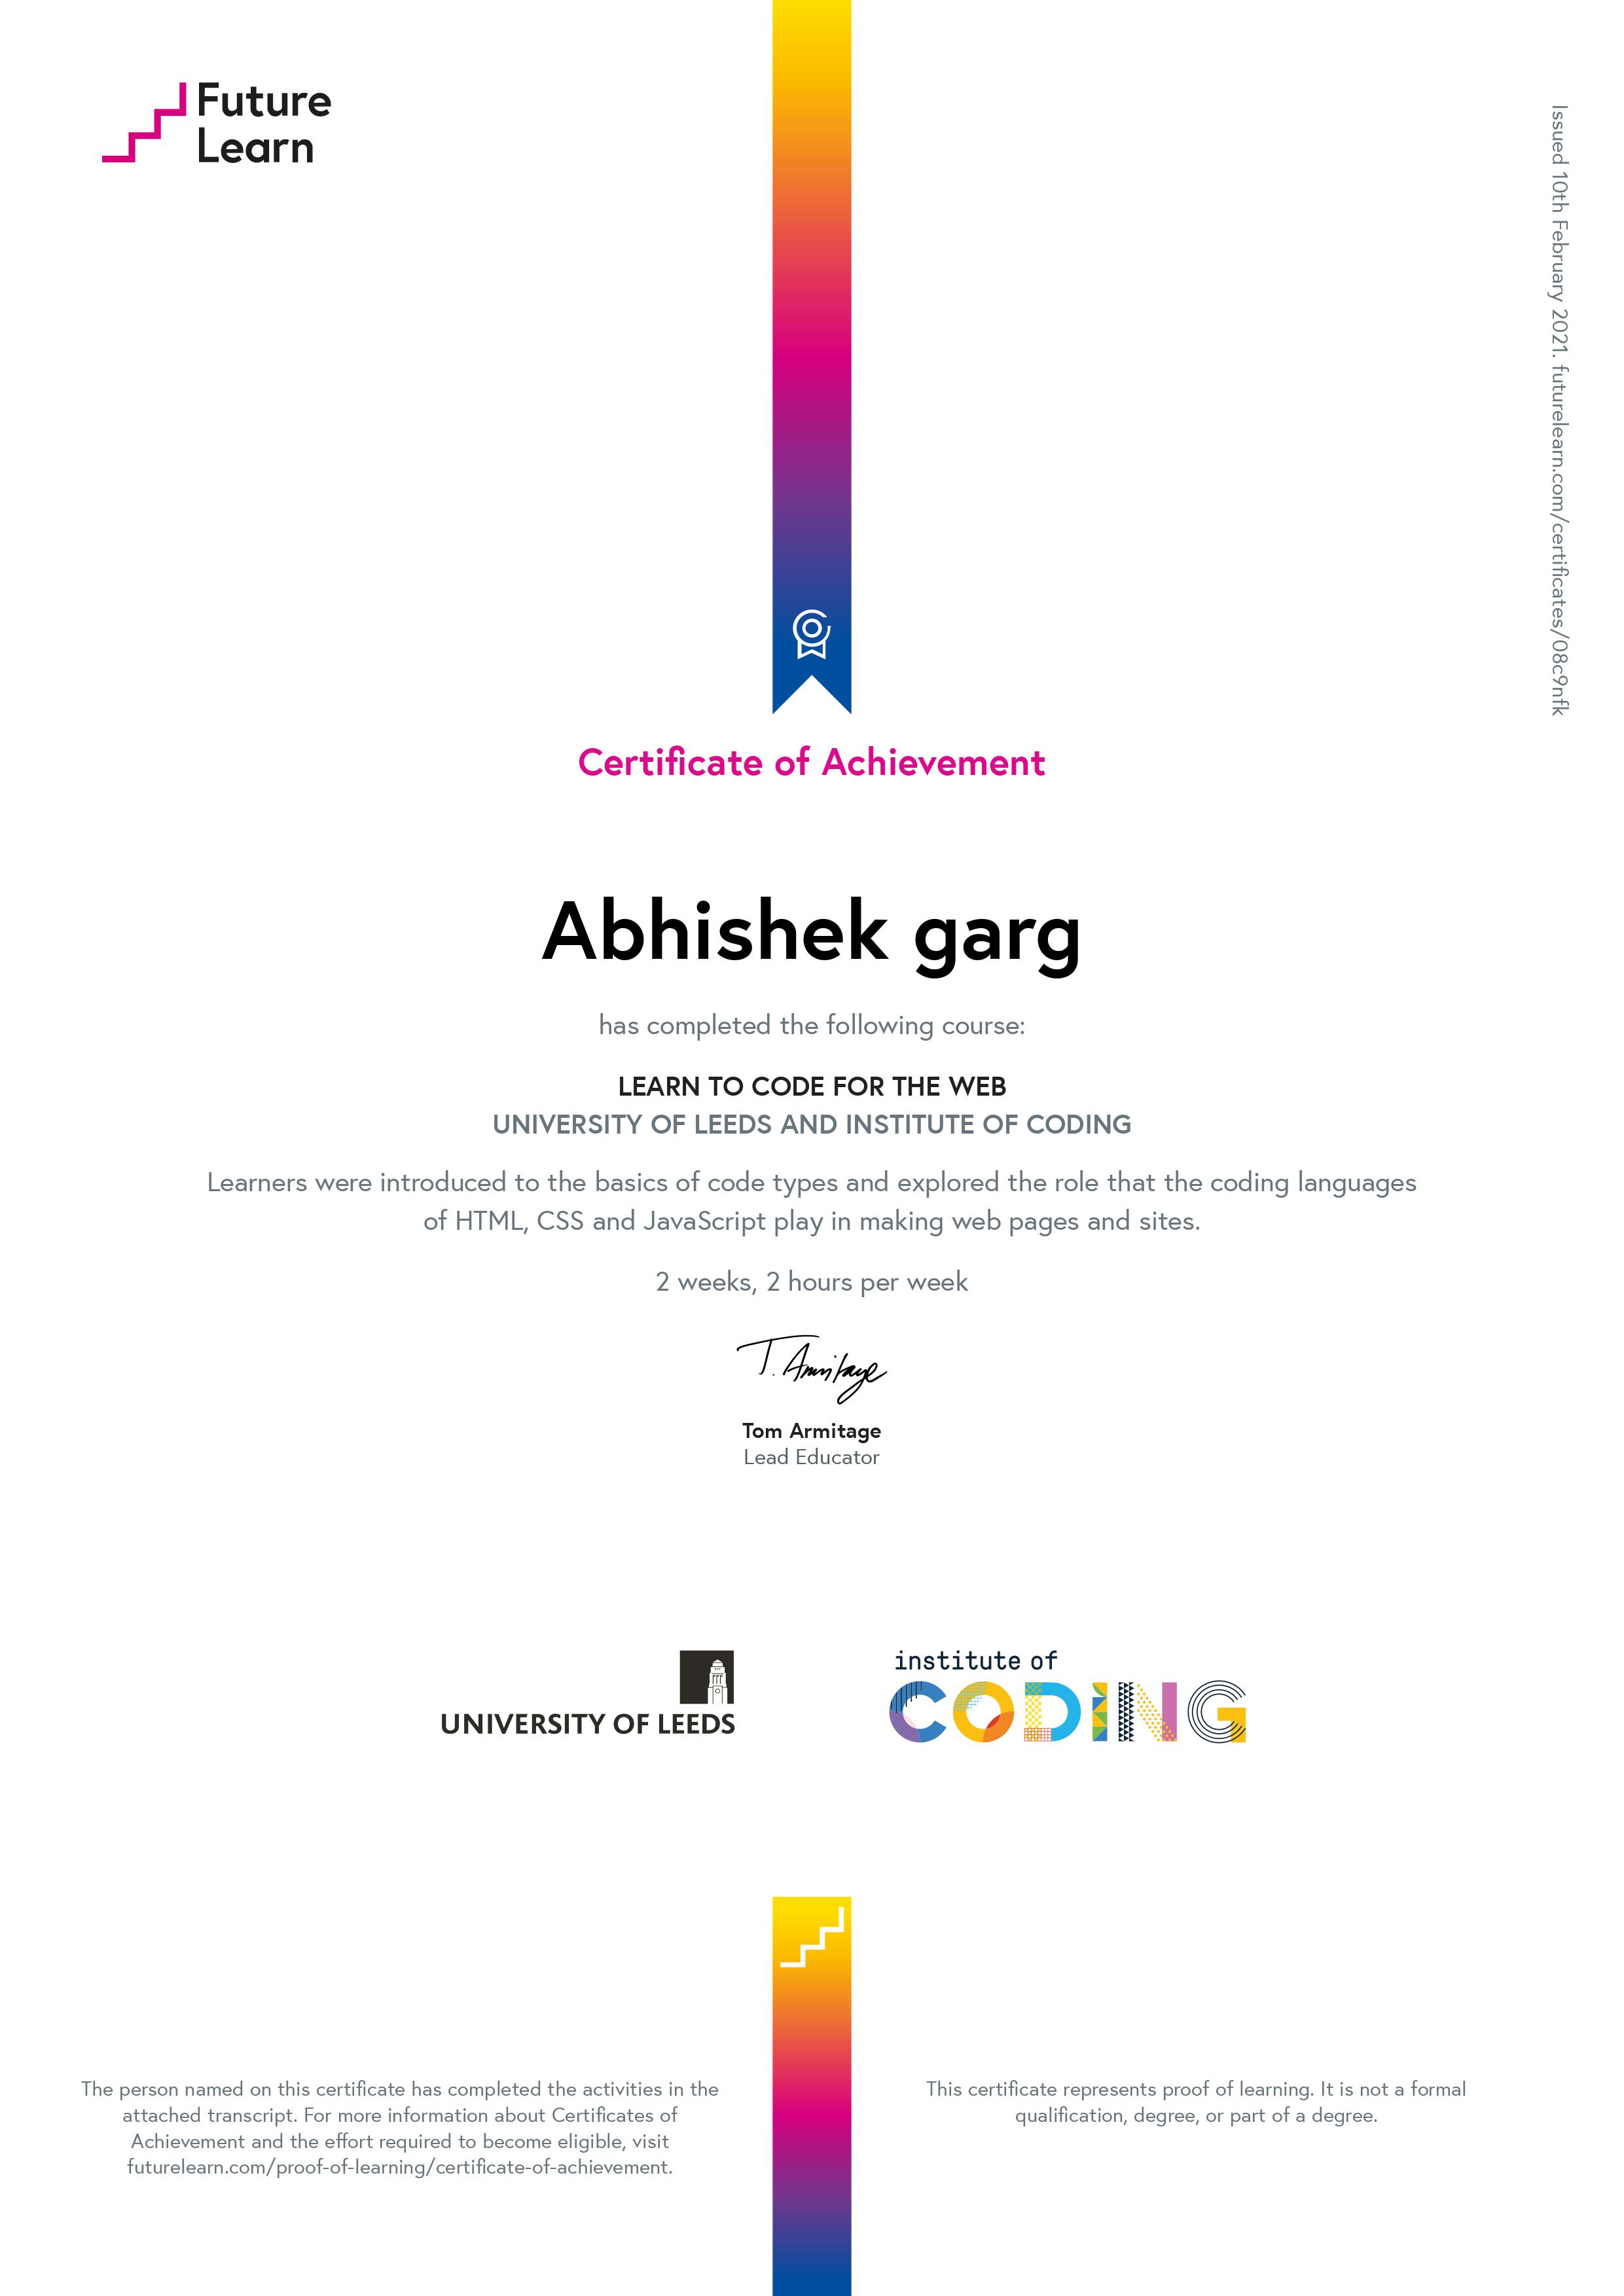 Future
Learn
Issued 10th February 2021. futurelearn.com/certificates/08c9nfk
Certificate of Achievement
Abhishek garg
has completed the following course:
LEARN TO CODE FOR THE WEB
UNIVERSITY OF LEEDS AND INSTITUTE OF CODING
Learners were introduced to the basics of code types and explored the role that the coding languages
of HTML, CSS and JavaScript play in making web pages and sites.
2 weeks, 2 hours per week
T. Armitage
Tom Armitage
Lead Educator
UNIVERSITY OF LEEDS
institute of
CODING
The person named on this certificate has completed the activities in the
attached transcript. For more information about Certificates of
Achievement and the effort required to become eligible, visit
futurelearn.com/proof-of-learning/certificate-of-achievement.
This certificate represents proof of learning. It is not a formal
qualification, degree, or part of a degree.